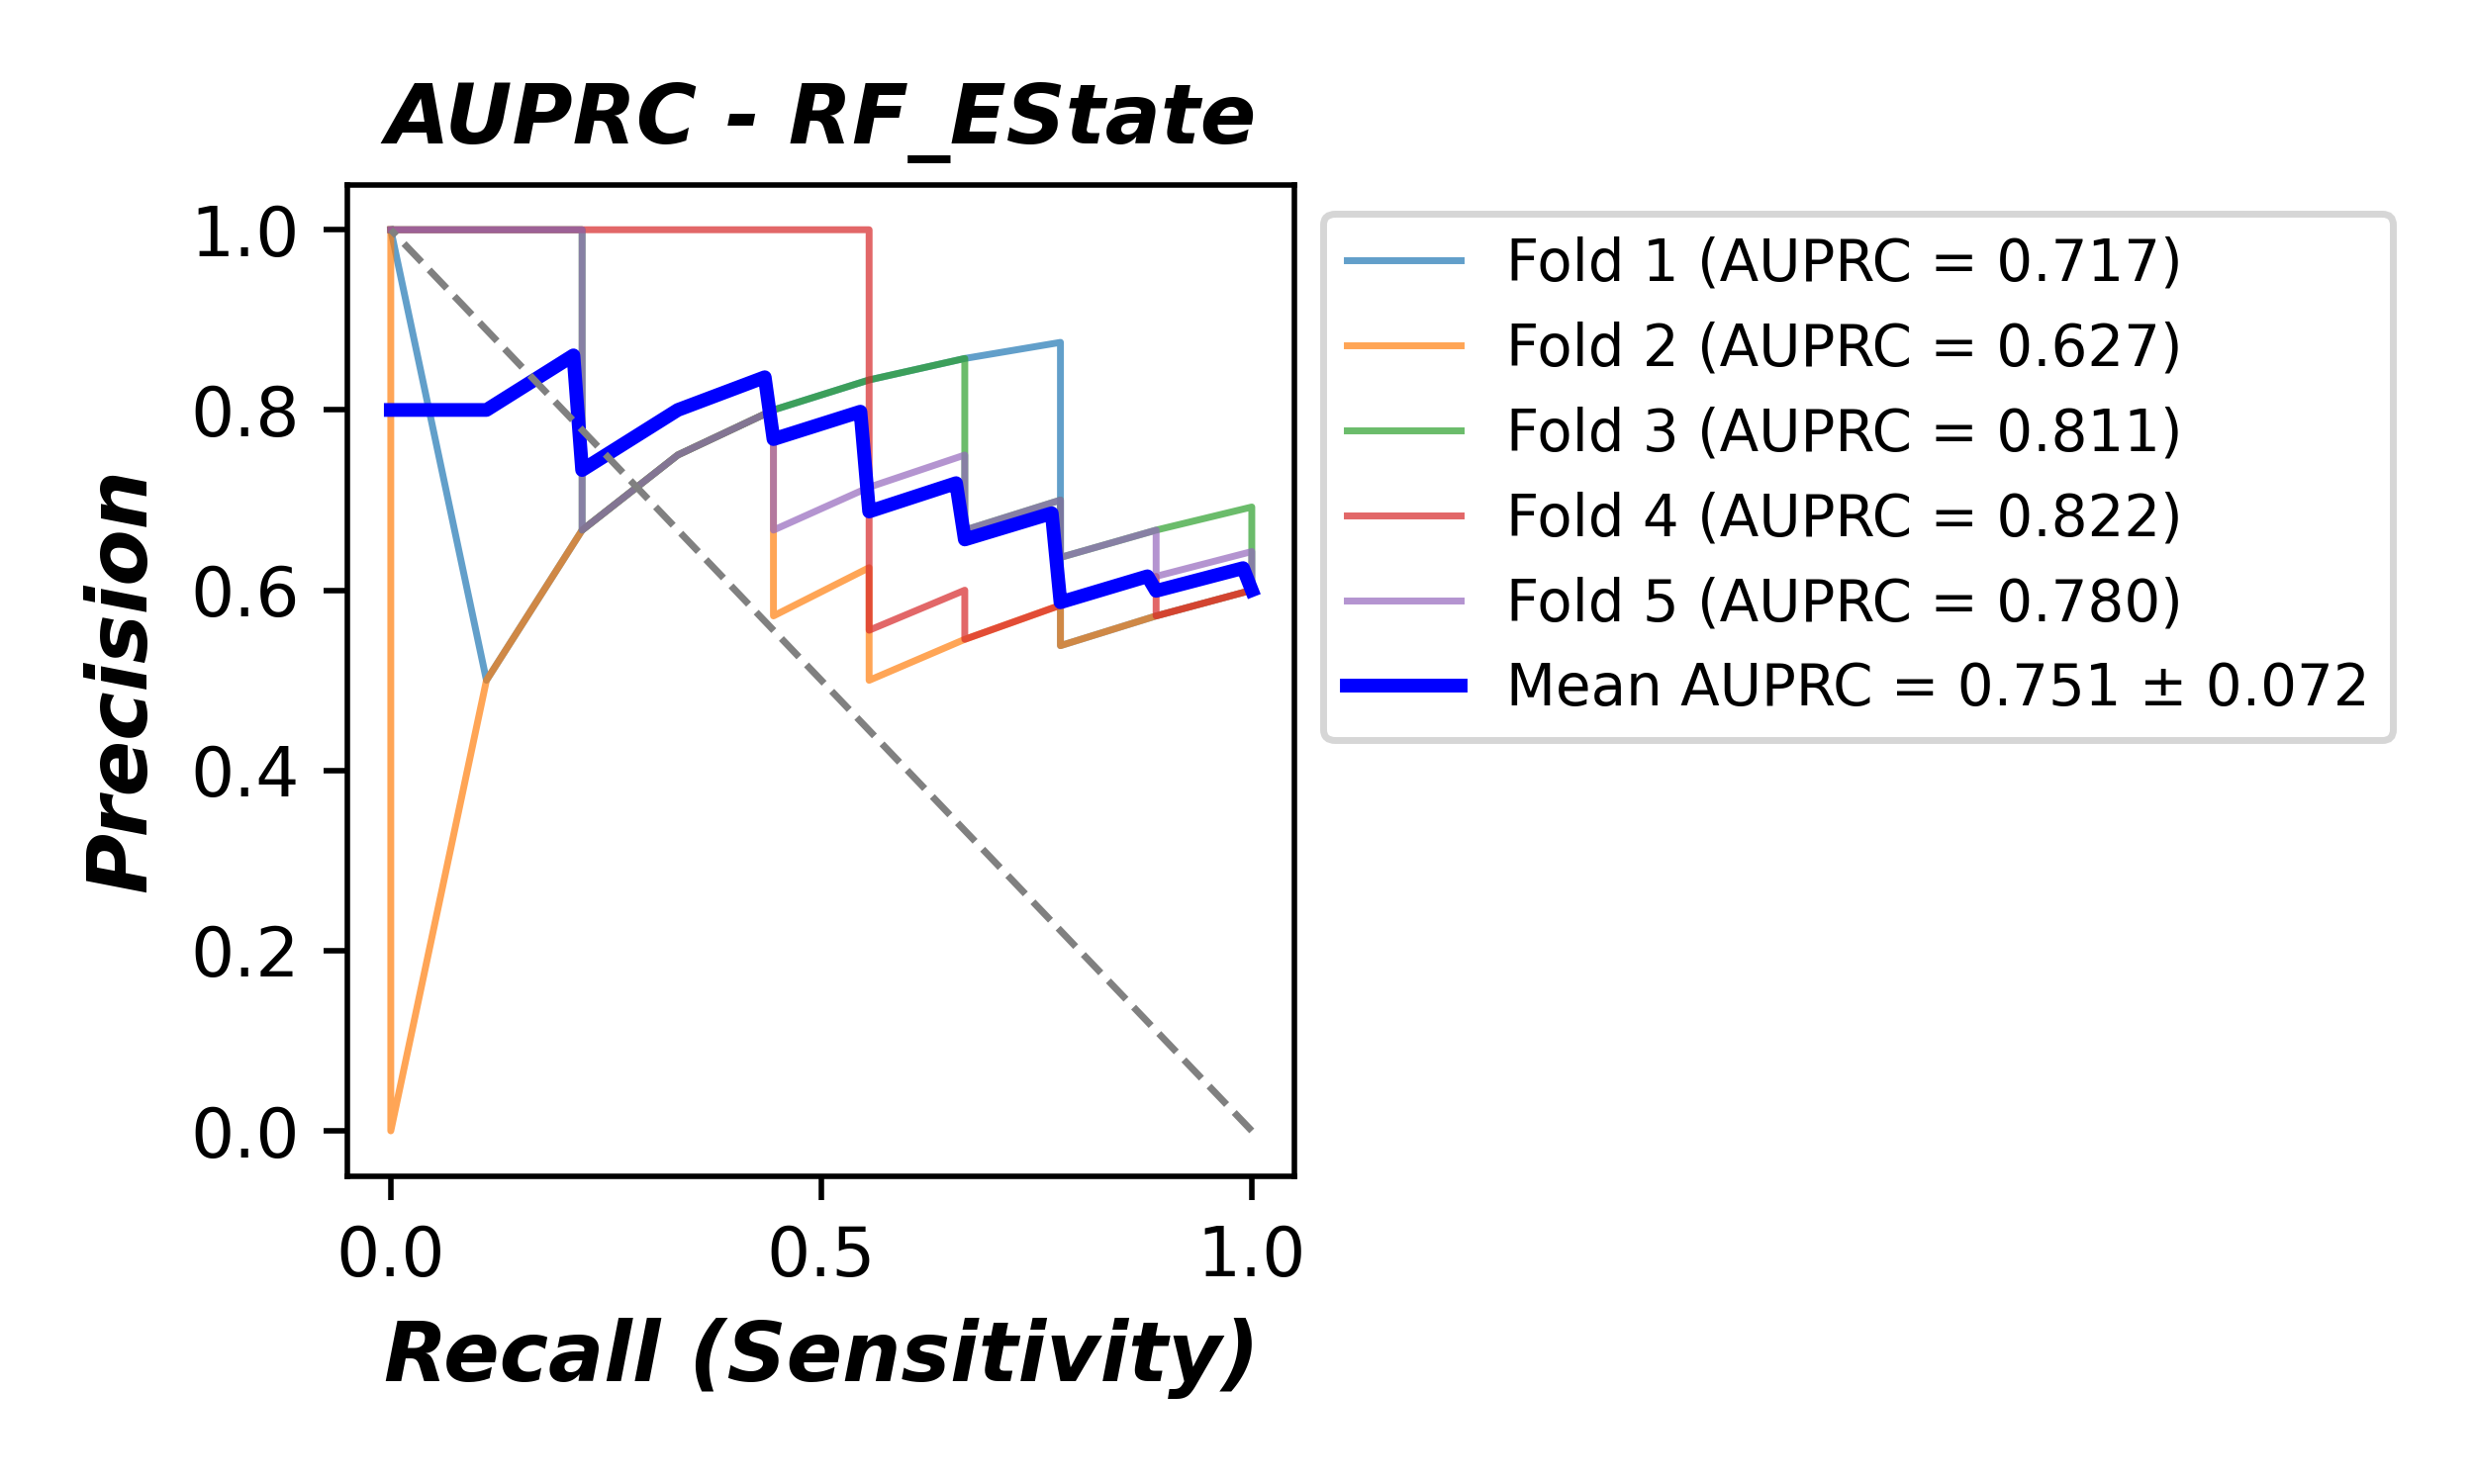 AUPRC - RF_EState
Precision
1.0
0.8
0.6
0.4
0.2
0.0
0.0 0.5 1.0
Recall (Sensitivity)
Fold 1 (AUPRC = 0.717)
Fold 2 (AUPRC = 0.627)
Fold 3 (AUPRC = 0.811)
Fold 4 (AUPRC = 0.822)
Fold 5 (AUPRC = 0.780)
Mean AUPRC = 0.751 ± 0.072